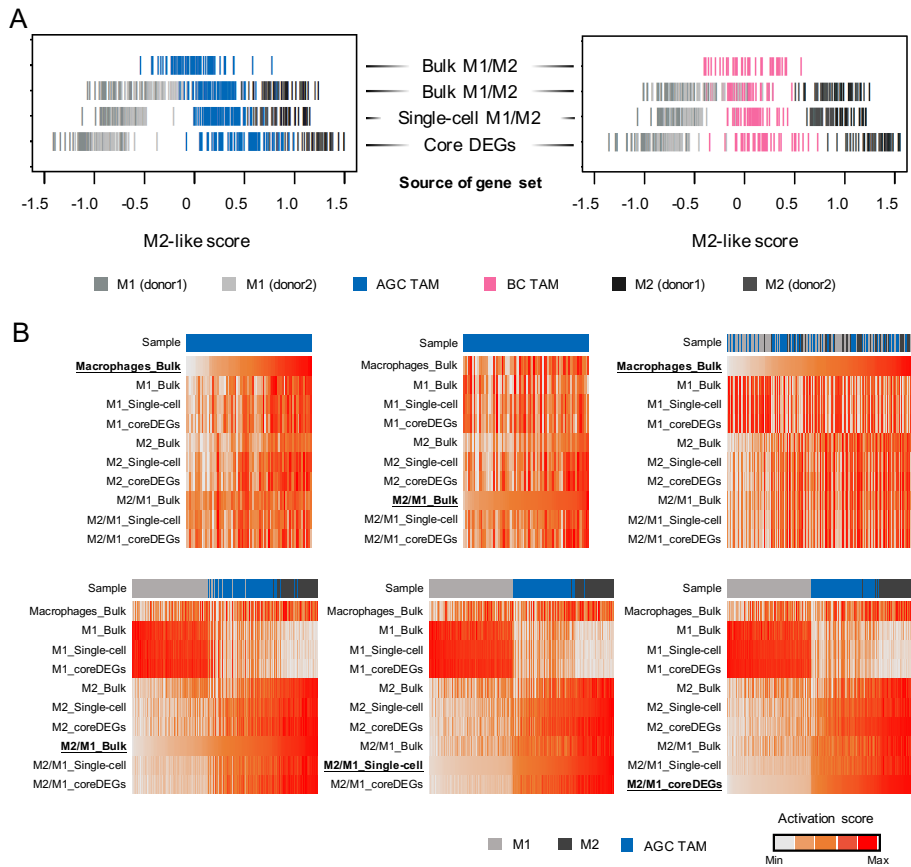 A
Bulk M1/M2
Bulk M1/M2
Single-cell M1/M2
Core DEGs
Source of gene set
-1.5 -1.0 -0.5 0 0.5 1.0 1.5
-1.5 -1.0 -0.5 0 0.5 1.0 1.5
M2-like score
M2-like score
M1 (donor1) M1 (donor2) AGC TAM BC TAM M2 (donor1) M2 (donor2)
B
Sample
Macrophages_Bulk
M1_Bulk
M1_Single-cell
M1_coreDEGs
M2_Bulk
M2_Single-cell
M2_coreDEGs
M2/M1_Bulk
M2/M1_Single-cell
M2/M1_coreDEGs
Sample
Macrophages_Bulk
M1_Bulk
M1_Single-cell
M1_coreDEGs
M2_Bulk
M2_Single-cell
M2_coreDEGs
M2/M1_Bulk
M2/M1_Single-cell
M2/M1_coreDEGs
Sample
Macrophages_Bulk
M1_Bulk
M1_Single-cell
M1_coreDEGs
M2_Bulk
M2_Single-cell
M2_coreDEGs
M2/M1_Bulk
M2/M1_Single-cell
M2/M1_coreDEGs
Sample
Macrophages_Bulk
M1_Bulk
M1_Single-cell
M1_coreDEGs
M2_Bulk
M2_Single-cell
M2_coreDEGs
M2/M1_Bulk
M2/M1_Single-cell
M2/M1_coreDEGs
Sample
Macrophages_Bulk
M1_Bulk
M1_Single-cell
M1_coreDEGs
M2_Bulk
M2_Single-cell
M2_coreDEGs
M2/M1_Bulk
M2/M1_Single-cell
M2/M1_coreDEGs
Sample
Macrophages_Bulk
M1_Bulk
M1_Single-cell
M1_coreDEGs
M2_Bulk
M2_Single-cell
M2_coreDEGs
M2/M1_Bulk
M2/M1_Single-cell
M2/M1_coreDEGs
M1 M2 AGC TAM
Activation score
Min Max